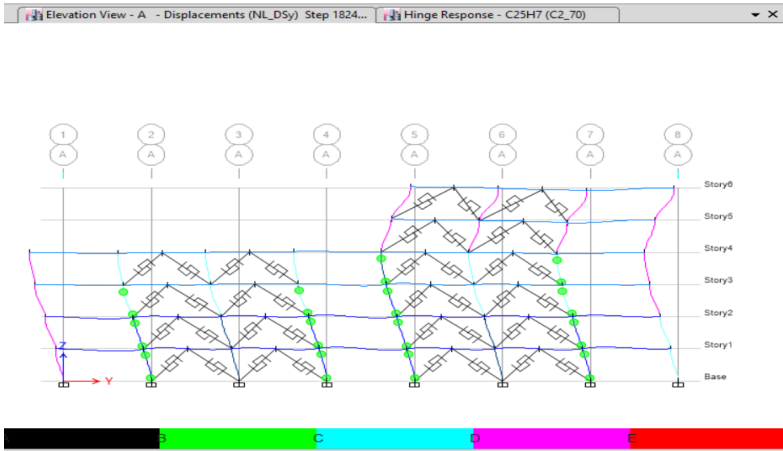 Elevation View - A - Displacements (NL_DSy) Step 1824...
Hinge Response - C25H7 (C2_70)
1 2 3 4 5 6 7 8
A A A A A A A A
Story6
Story5
Story4
Story3
Story2
Story1
Z
Base
Y
A B C D E